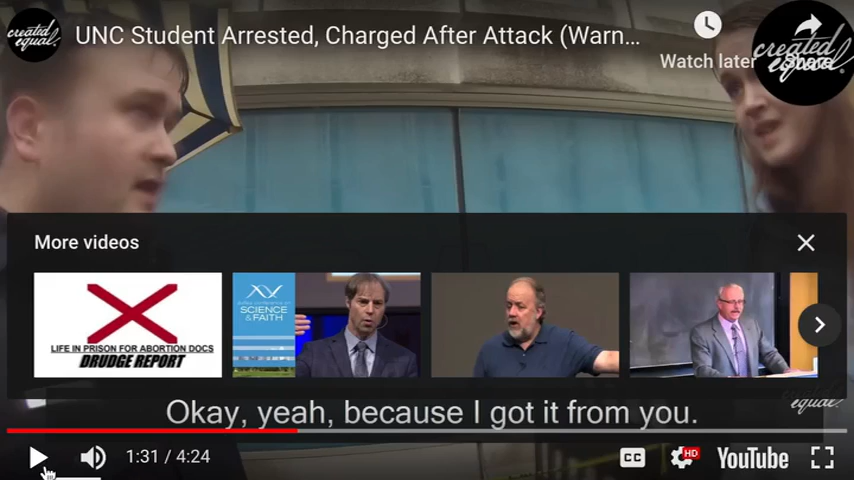 created
equal.
UNC Student Arrested, Charged After Attack (Warn...
Watch later
Share
created
equal
More videos
LIFE IN PRISON FOR ABORTION DOCS
DRUDGE REPORT
SCIENCE
& FAITH
created
equal.
Okay, yeah, because I got it from you.
1:31 / 4:24
CC
HD
YouTube